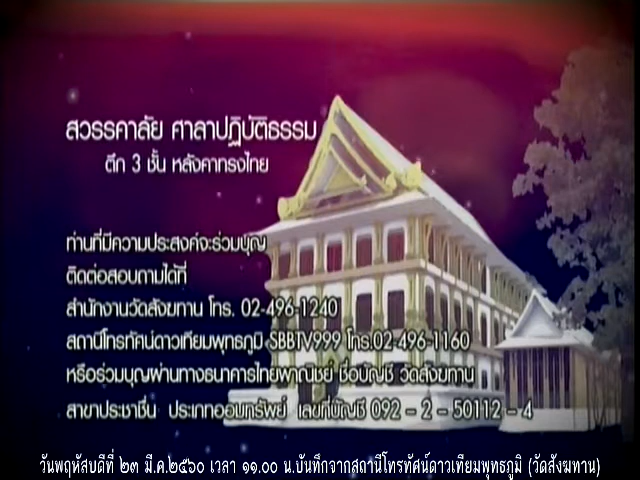 สวรรคาลัย ศาลาปฏิบัติธรรม
ตึก 3 ชั้น หลังคาทรงไทย
ท่านที่มีความประสงค์จะร่วมบุญ
ติดต่อสอบถามได้ที่
สำนักงานวัดสังฆทาน โทร. 02-496-1240
สถานีโทรทัศน์ดาวเทียมพุทธภูมิ SBBTV999 โทร.02-496-1160
หรือร่วมบุญผ่านทางธนาคารไทยพาณิชย์ ชื่อบัญชี วัดสังฆทาน
สาขาประชาชื่น ประเภทออมทรัพย์ เลขที่บัญชี 092 - 2 - 50112 - 4
วันพฤหัสบดีที่ ๒๓ มี.ค.๒๕๖๐ เวลา ๑๑.๐๐ น.บันทึกจากสถานีโทรทัศน์ดาวเทียมพุทธภูมิ (วัดสังฆทาน)